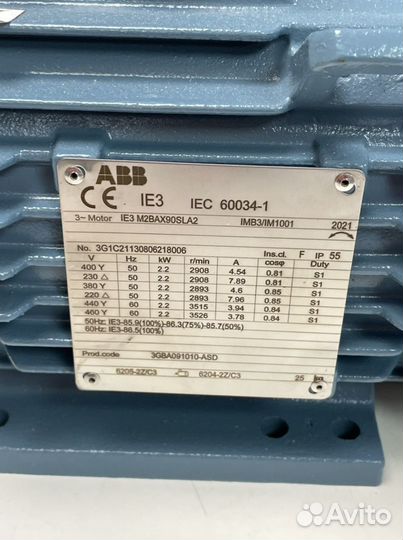 ABB
CE IE3 IEC 60034-1
3~ Motor IE3 M2BAX90SLA2 IMB3/IM1001 2021
No. 3G1C21130806218006 Ins.cl. F IP 55
V Hz kW r/min A cosφ Duty
400 Y 50 2.2 2908 4.54 0.81 S1
230 △ 50 2.2 2908 7.89 0.81 S1
380 Y 50 2.2 2893 4.6 0.85 S1
220 △ 50 2.2 2893 7.96 0.85 S1
440 Y 60 2.2 3515 3.94 0.84 S1
460 Y 60 2.2 3526 3.78 0.84 S1
50Hz: IE3-85.9(100%)-86.3(75%)-85.7(50%)
60Hz: IE3-86.5(100%)
Prod.code 3GBA091010-ASD
6205-2Z/C3 6204-2Z/C3 25 kg
Avito